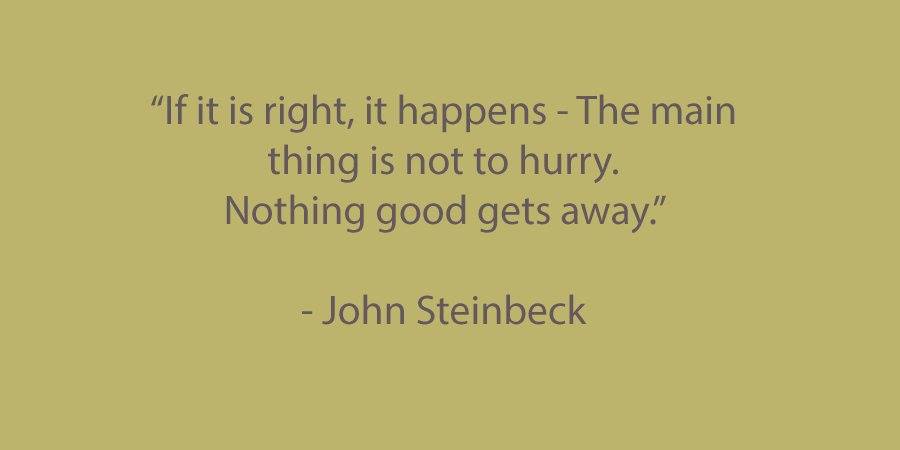 “If it is right, it happens - The main
thing is not to hurry.
Nothing good gets away.”
- John Steinbeck